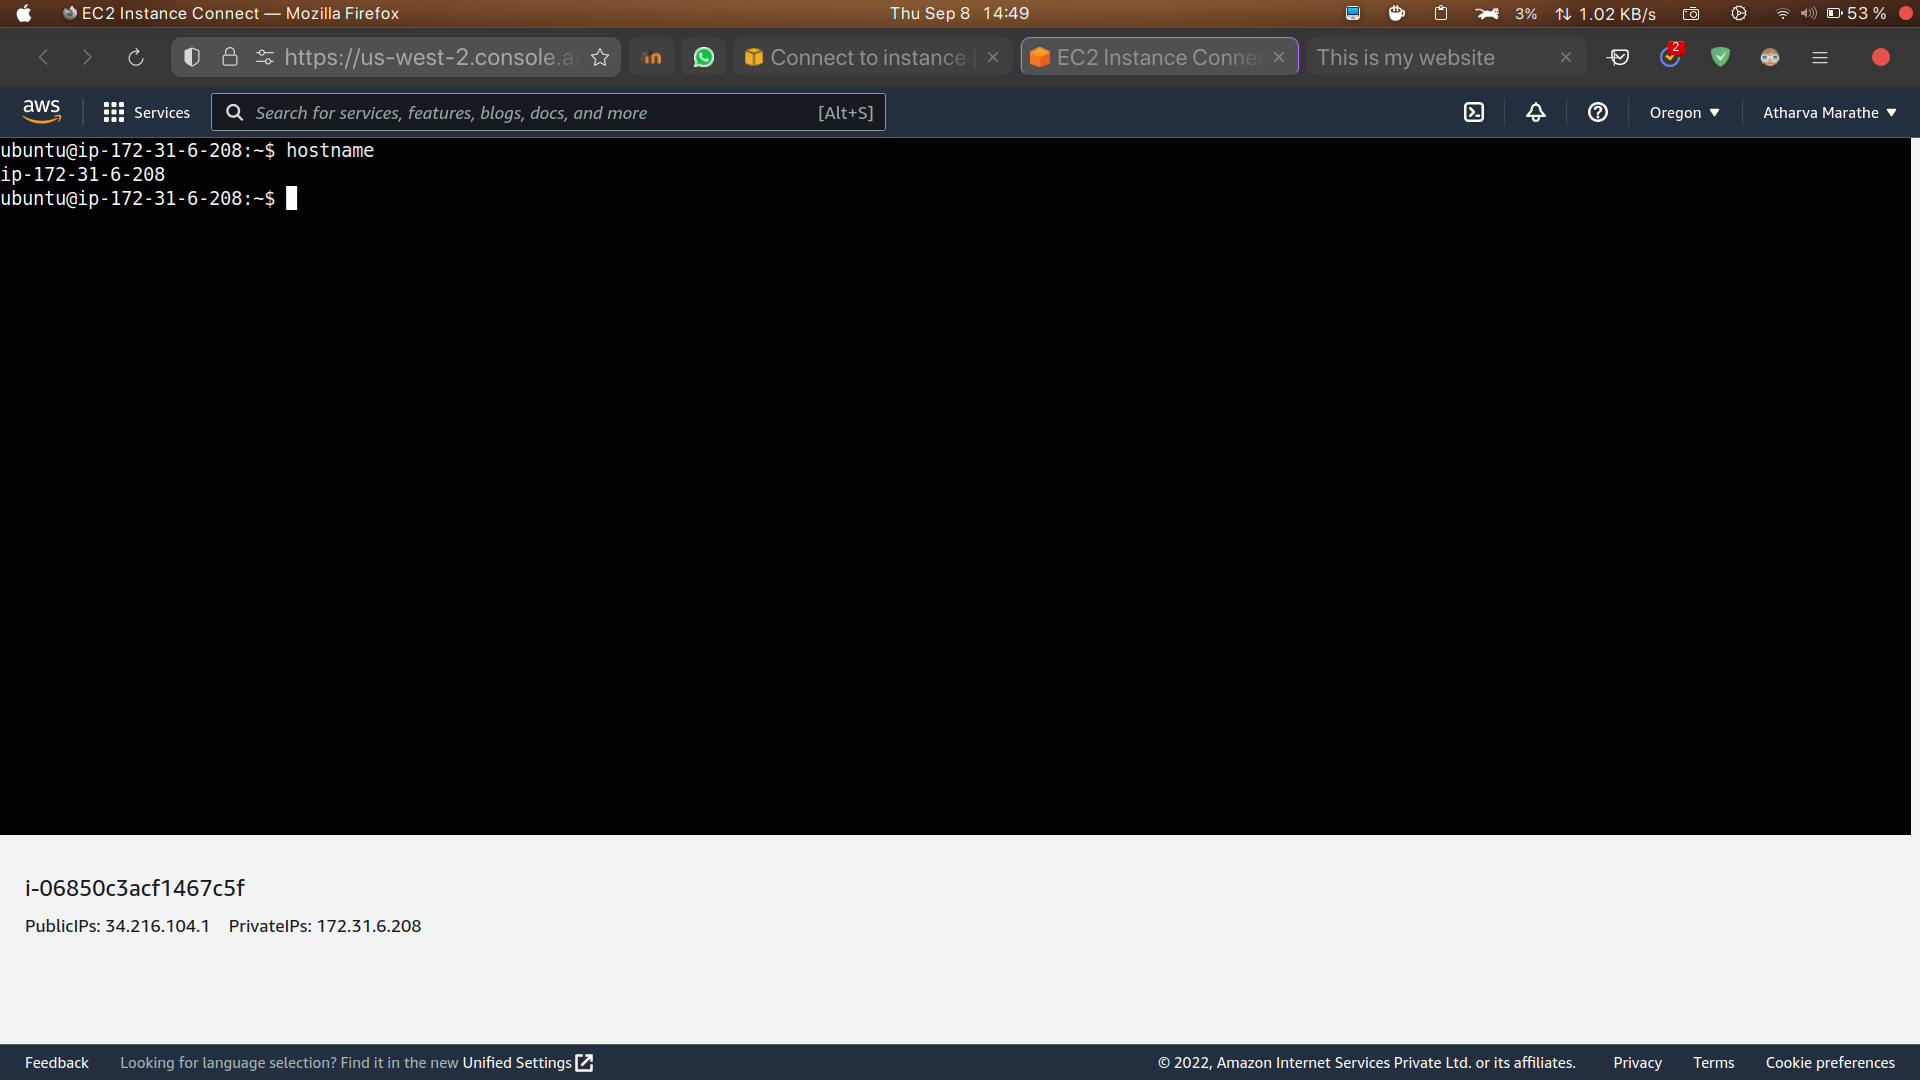 EC2 Instance Connect — Mozilla Firefox
Thu Sep 8 14:49
3%
1.02 KB/s
53 %
https://us-west-2.console.a
Connect to instance
EC2 Instance Connec
This is my website
2
aws
Services
Search for services, features, blogs, docs, and more
[Alt+S]
Oregon
Atharva Marathe
ubuntu@ip-172-31-6-208:~$ hostname
ip-172-31-6-208
ubuntu@ip-172-31-6-208:~$
i-06850c3acf1467c5f
PublicIPs: 34.216.104.1 PrivateIPs: 172.31.6.208
Feedback
Looking for language selection? Find it in the new Unified Settings
© 2022, Amazon Internet Services Private Ltd. or its affiliates.
Privacy
Terms
Cookie preferences